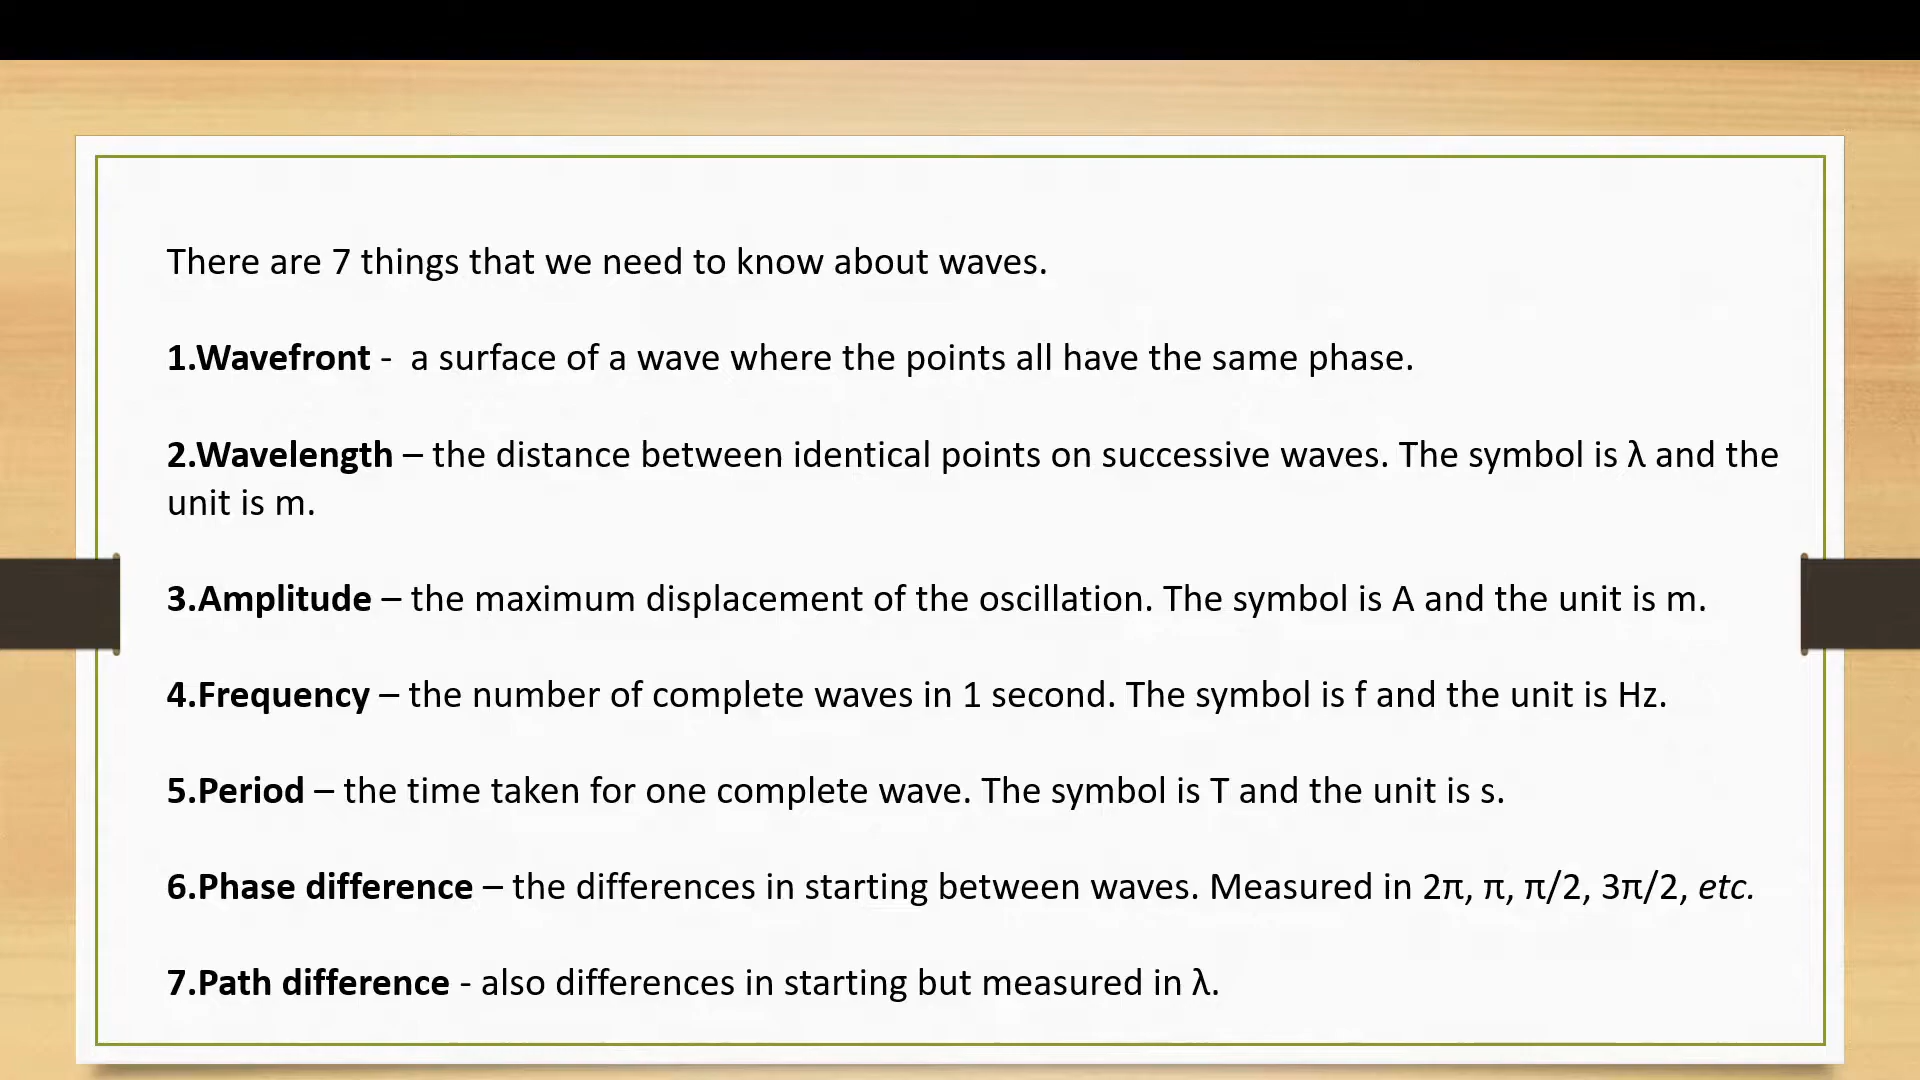 There are 7 things that we need to know about waves.
1.Wavefront -  a surface of a wave where the points all have the same phase.
2.Wavelength – the distance between identical points on successive waves. The symbol is λ and the
unit is m.
3.Amplitude – the maximum displacement of the oscillation. The symbol is A and the unit is m.
4.Frequency – the number of complete waves in 1 second. The symbol is f and the unit is Hz.
5.Period – the time taken for one complete wave. The symbol is T and the unit is s.
6.Phase difference – the differences in starting between waves. Measured in 2π, π, π/2, 3π/2, etc.
7.Path difference - also differences in starting but measured in λ.